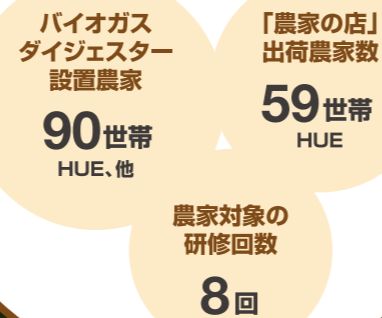 バイオガス
ダイジェスター
設置農家
90世帯
HUE、他
「農家の店」
出荷農家数
59世帯
HUE
農家対象の
研修回数
8回